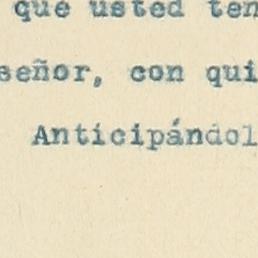 que usted ten
señor, con qui
Anticipándol